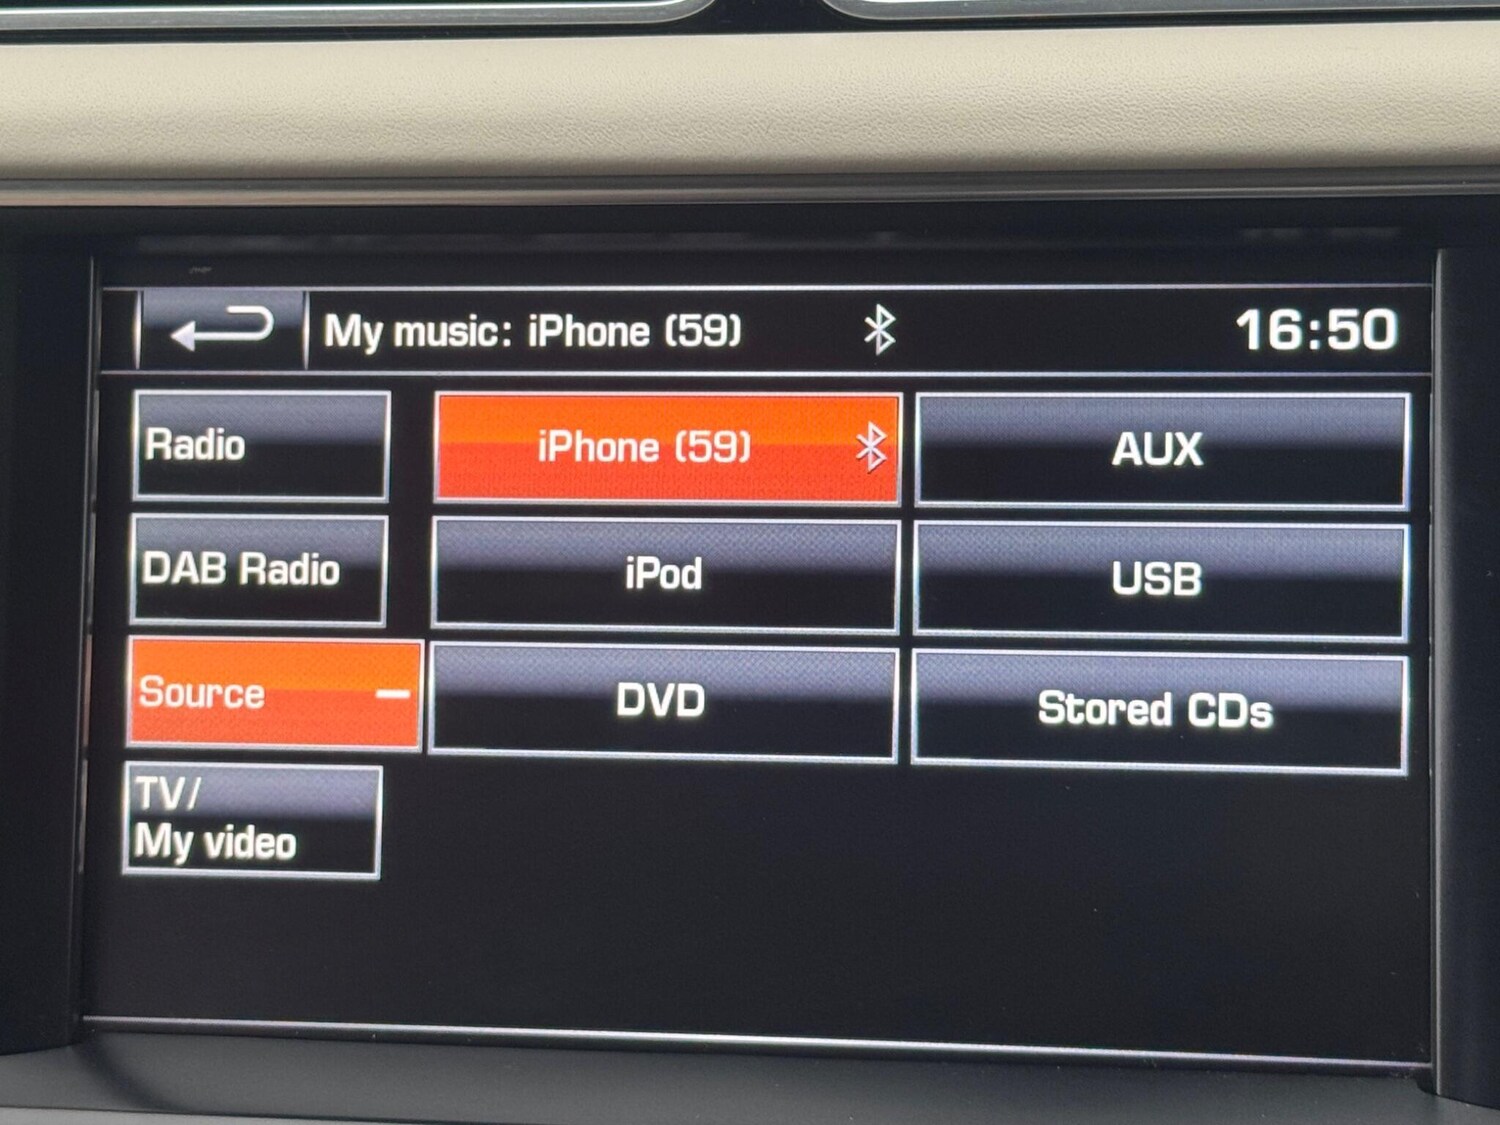 My music: iPhone (59)
16:50
Radio
iPhone (59)
AUX
DAB Radio
iPod
USB
Source
DVD
Stored CDs
TV/
My video